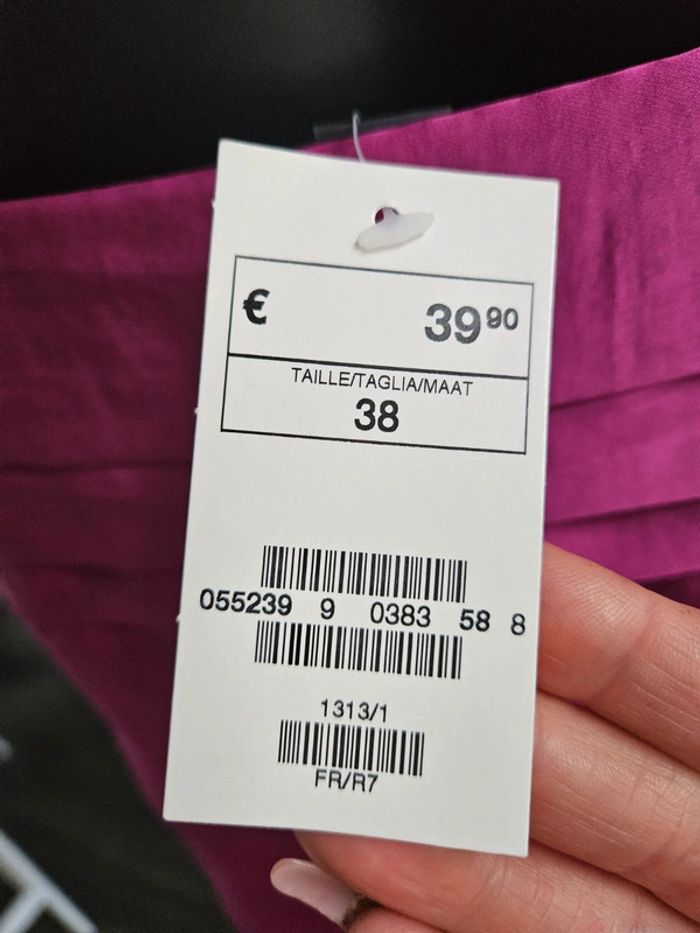 € 39 90
TAILLE/TAGLIA/MAAT
38
055239 9 0383 58 8
1313/1
FR/R7